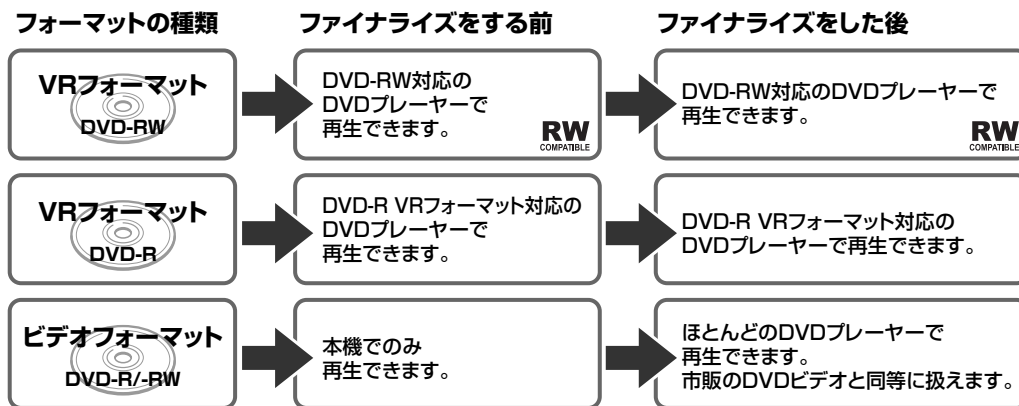 フォーマットの種類
ファイナライズをする前
ファイナライズをした後
VRフォーマット
DVD-RW
DVD-RW対応の
DVDプレーヤーで
再生できます。
RW
COMPATIBLE
DVD-RW対応のDVDプレーヤーで
再生できます。
RW
COMPATIBLE
VRフォーマット
DVD-R
DVD-R VRフォーマット対応の
DVDプレーヤーで
再生できます。
DVD-R VRフォーマット対応の
DVDプレーヤーで再生できます。
ビデオフォーマット
DVD-R/-RW
本機でのみ
再生できます。
ほとんどのDVDプレーヤーで
再生できます。
市販のDVDビデオと同等に扱えます。